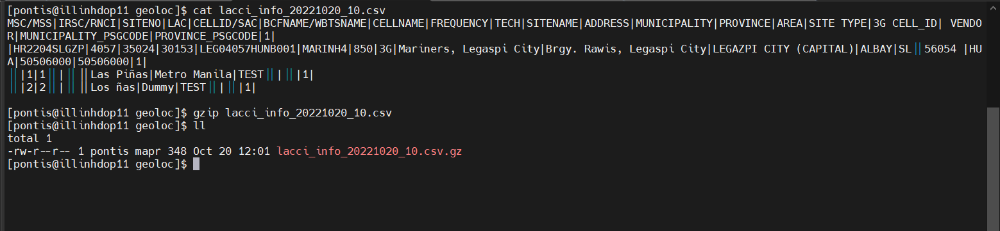 [pontis@illinhdop11 geoloc]$ cat lacci_info_20221020_10.csv
MSC/MSS|IRSC/RNCI|SITENO|LAC|CELLID/SAC|BCFNAME/WBTSNAME|CELLNAME|FREQUENCY|TECH|SITENAME|ADDRESS|MUNICIPALITY|PROVINCE|AREA|SITE TYPE|3G CELL_ID| VENDO
R|MUNICIPALITY_PSGCODE|PROVINCE_PSGCODE|1|
|HR2204SLGZP|4057|35024|30153|LEG04057HUNB001|MARINH4|850|3G|Mariners, Legaspi City|Brgy. Rawis, Legaspi City|LEGAZPI CITY (CAPITAL)|ALBAY|SL||56054 |HU
A|50506000|50506000|1|
|||1|1|||||||Las Piñas|Metro Manila|TEST|||||1|
|||2|2|||||||Los ñas|Dummy|TEST|||||1|
[pontis@illinhdop11 geoloc]$ gzip lacci_info_20221020_10.csv
[pontis@illinhdop11 geoloc]$ ll
total 1
-rw-r--r-- 1 pontis mapr 348 Oct 20 12:01 lacci_info_20221020_10.csv.gz
[pontis@illinhdop11 geoloc]$